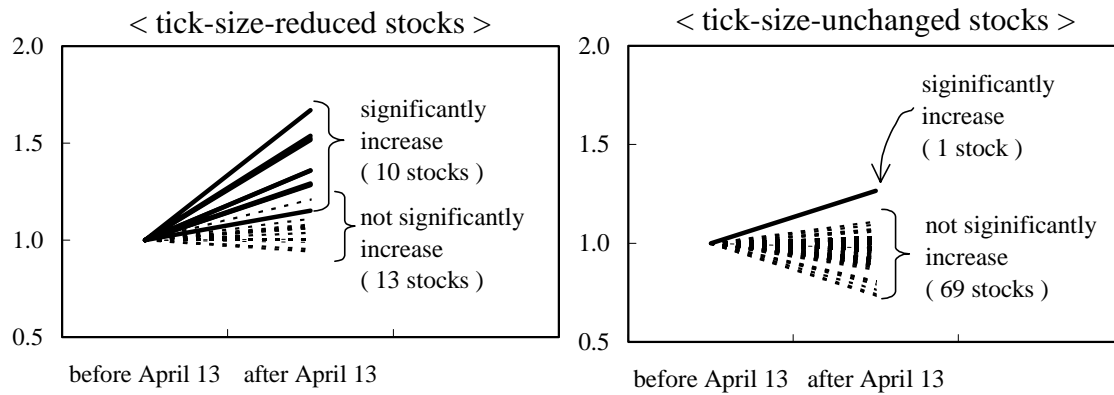 < tick-size-reduced stocks >
2.0
1.5
1.0
0.5
significantly
increase
( 10 stocks )
not significantly
increase
( 13 stocks )
before April 13 after April 13
< tick-size-unchanged stocks >
2.0
1.5
1.0
0.5
siginificantly
increase
( 1 stock )
not siginificantly
increase
( 69 stocks )
before April 13 after April 13